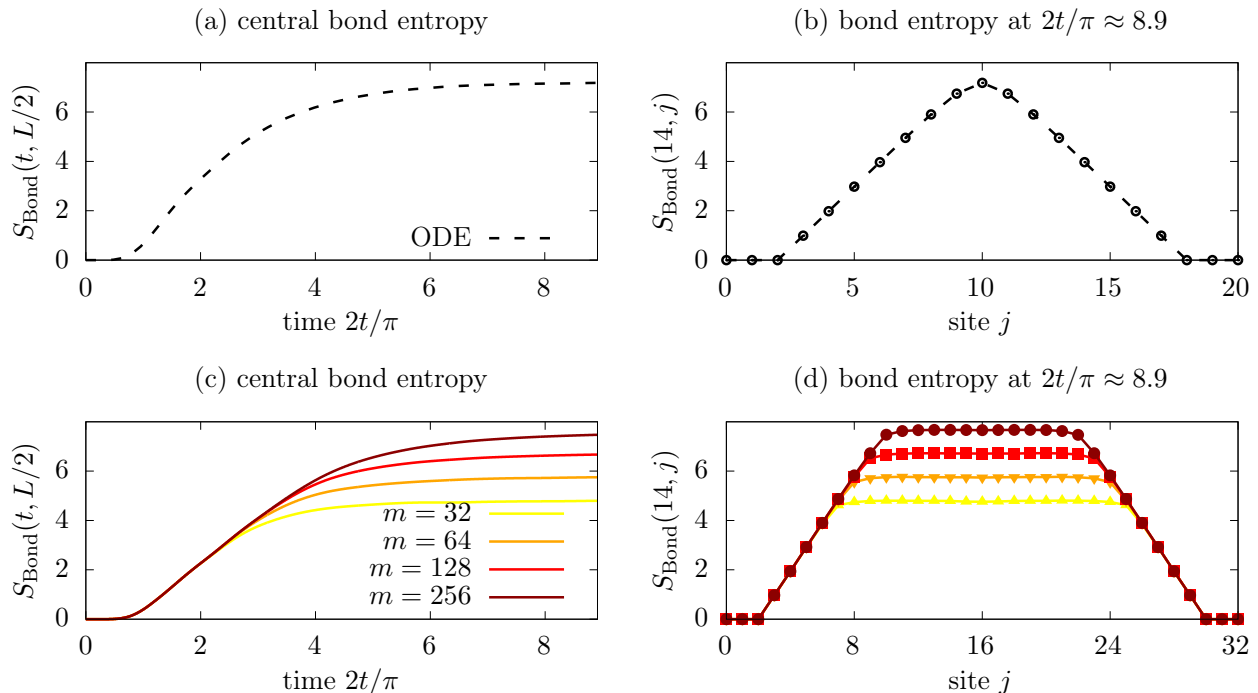 (a) central bond entropy
S_Bond(t, L/2)
6
4
2
0
ODE
0 2 4 6 8
time 2t/π
(b) bond entropy at 2t/π ≈ 8.9
S_Bond(14, j)
6
4
2
0
0 5 10 15 20
site j
(c) central bond entropy
S_Bond(t, L/2)
6
4
2
0
m = 32
m = 64
m = 128
m = 256
0 2 4 6 8
time 2t/π
(d) bond entropy at 2t/π ≈ 8.9
S_Bond(14, j)
6
4
2
0
0 8 16 24 32
site j